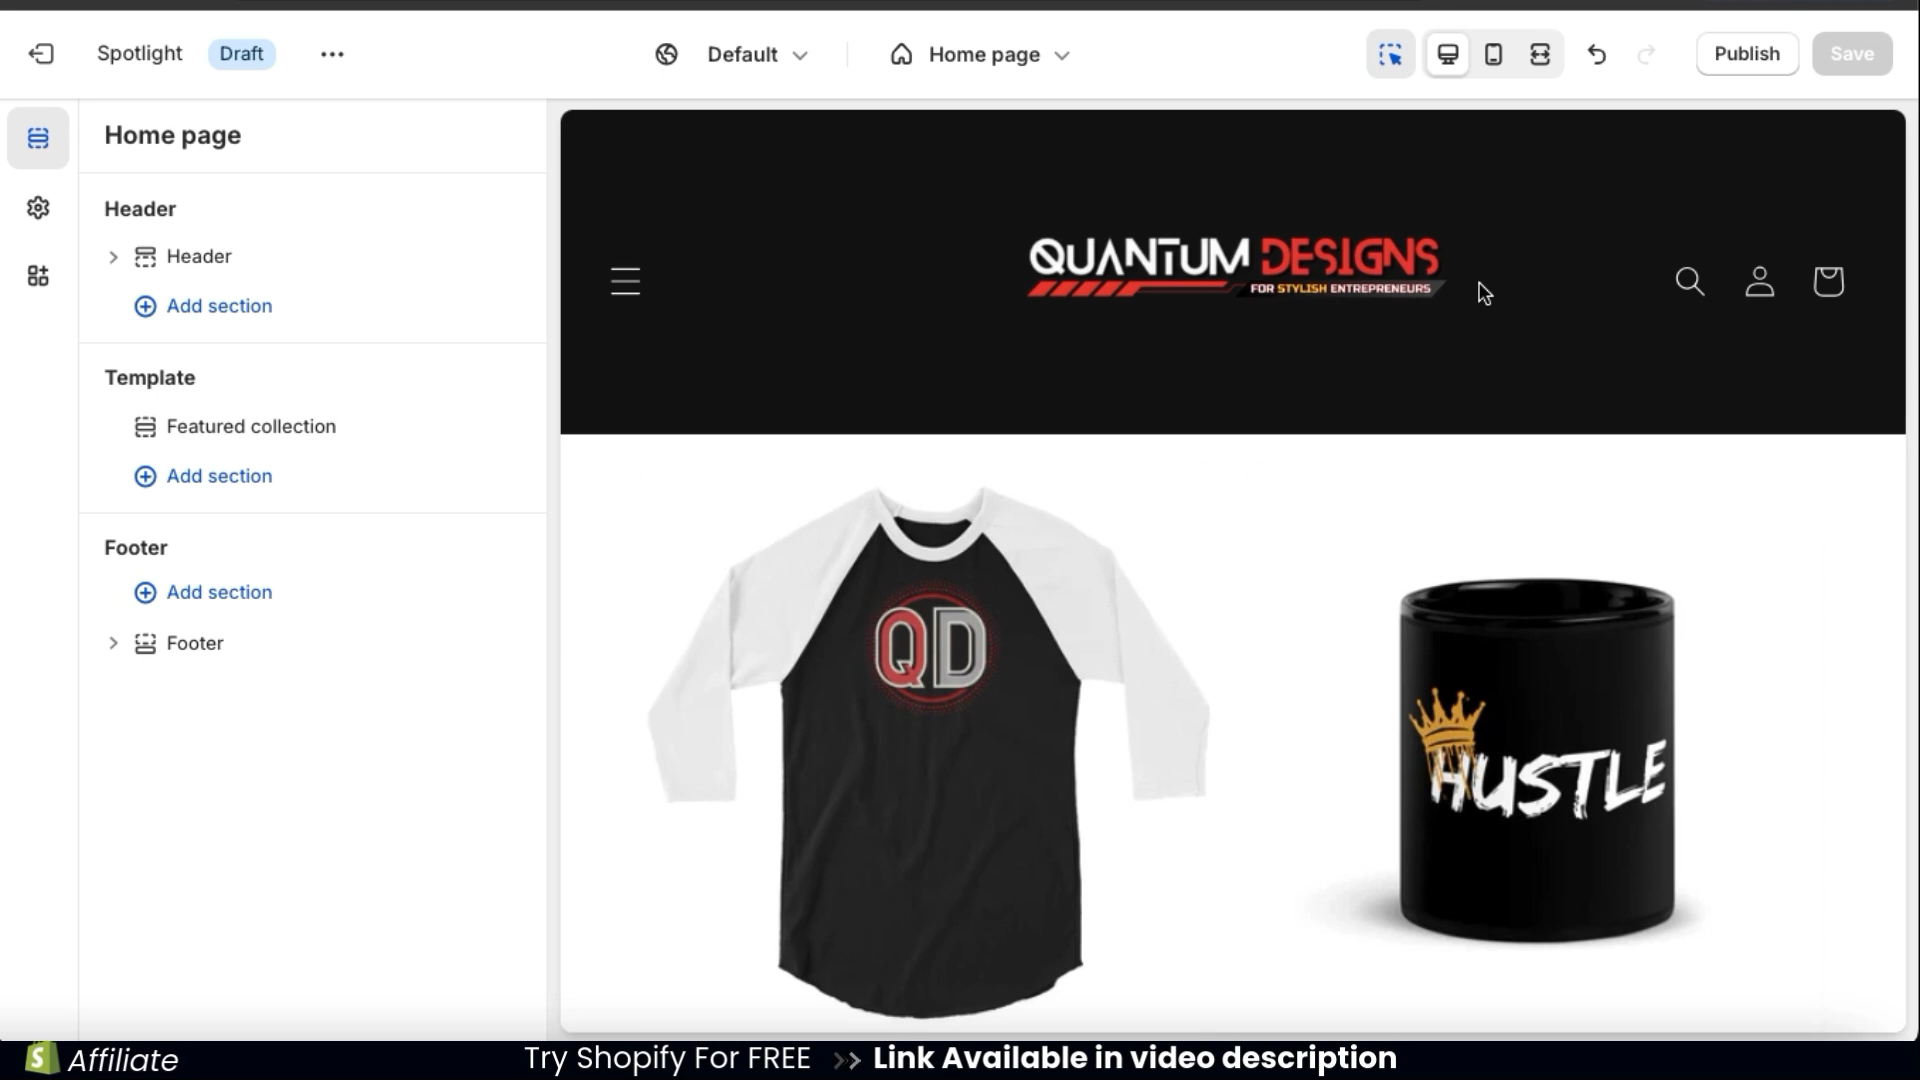 Spotlight Draft Default Home page Publish Save
Home page
Header
Header
Add section
Template
Featured collection
Add section
Footer
Add section
Footer
QUANTUM DESIGNS
FOR STYLISH ENTREPRENEURS
QD
HUSTLE
S Affiliate Try Shopify For FREE >> Link Available in video description